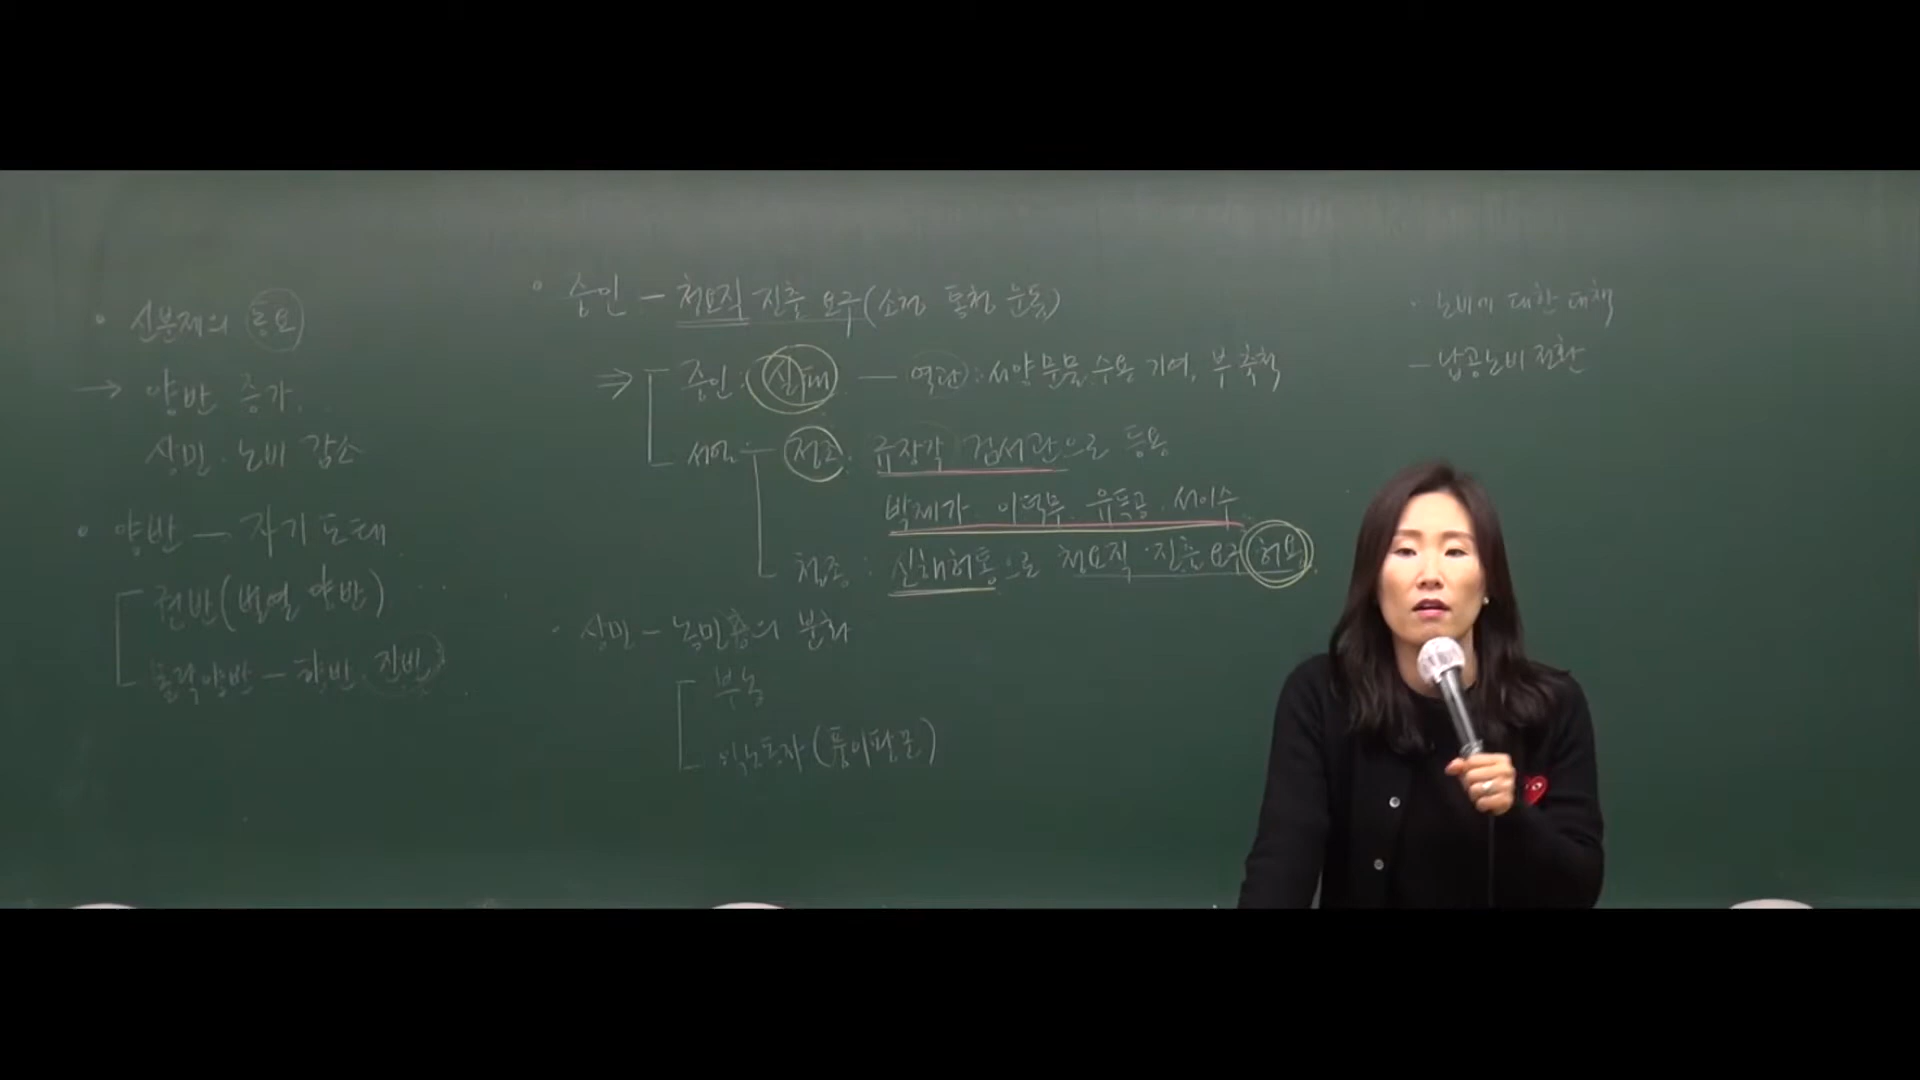 • 신분제의 동요
→ 양반 증가
상민·노비 감소
• 양반 — 자기 도태
권반(벌열 양반)
몰락양반 — 향반·잔반
• 중인 — 청요직 진출 요구(소청 통청 운동)
⇒ 중인 : 실패 — 역관 : 서양 문물 수용 기여, 부 축척
서얼 — 정조 : 규장각 검서관으로 등용
박제가. 이덕무. 유득공. 서이수
철종 : 신해허통으로 청요직 진출 요구 허용
• 상민 — 농민층의 분화
부농
임노동자(품이팔꾼)
• 노비에 대한 대책
— 납공노비 전환